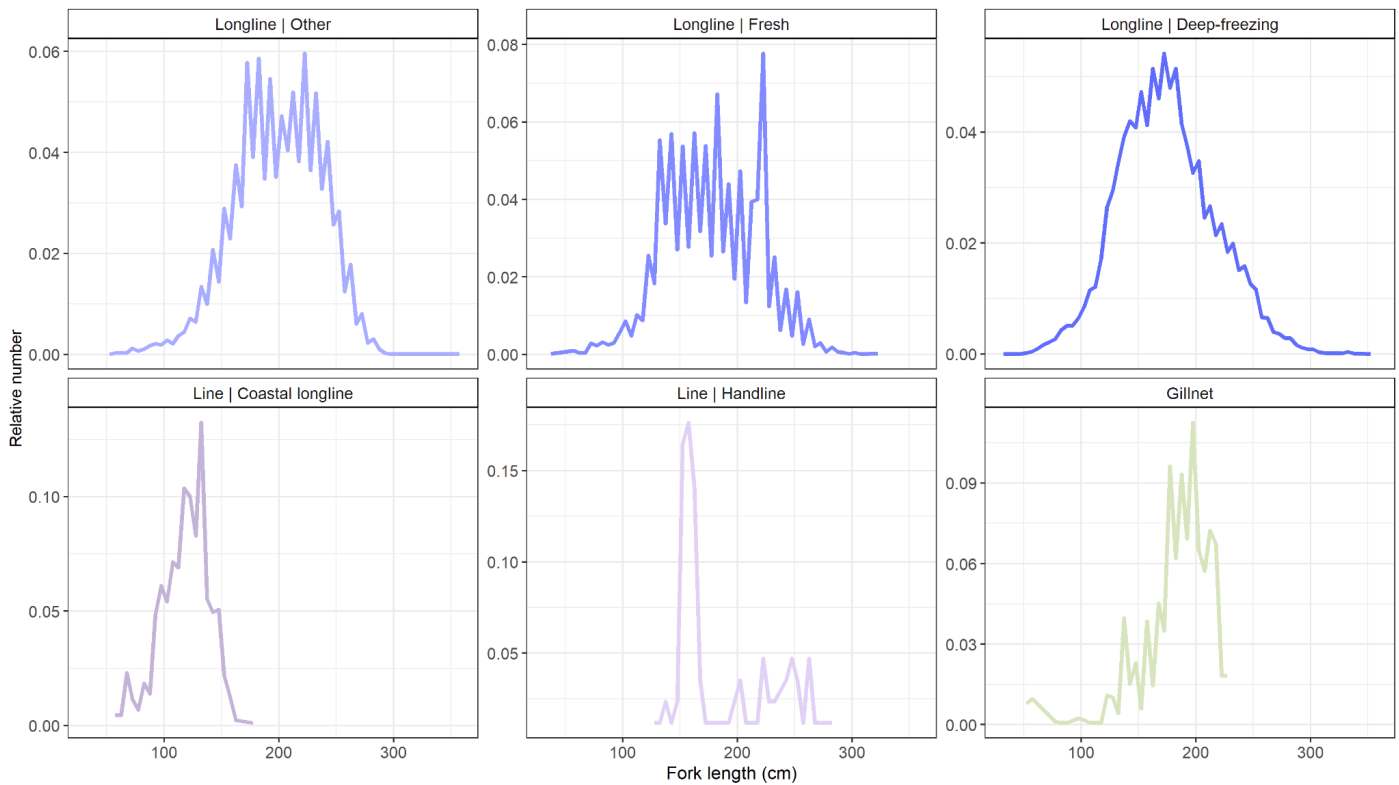 Longline | Other
Longline | Fresh
Longline | Deep-freezing
0.06
0.04
0.02
0.00
0.08
0.06
0.04
0.02
0.00
0.04
0.02
0.00
Relative number
Line | Coastal longline
Line | Handline
Gillnet
0.10
0.05
0.00
0.15
0.10
0.05
0.09
0.06
0.03
0.00
100 200 300
100 200 300
100 200 300
Fork length (cm)